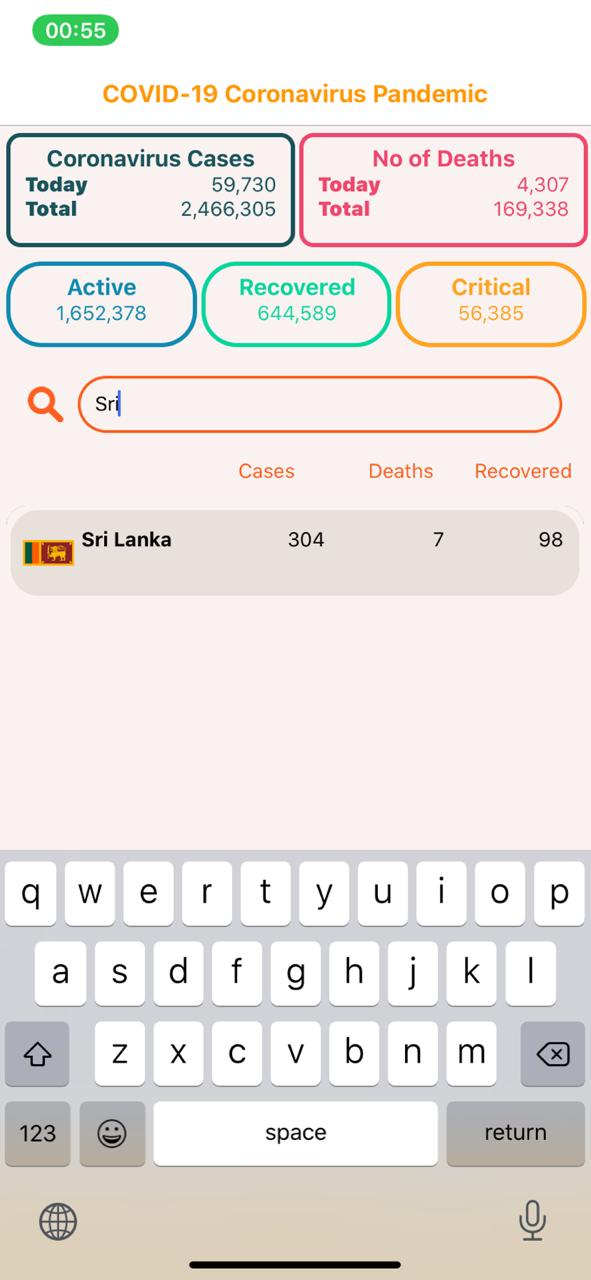 00:55
COVID-19 Coronavirus Pandemic
Coronavirus Cases
Today 59,730
Total 2,466,305
No of Deaths
Today 4,307
Total 169,338
Active
1,652,378
Recovered
644,589
Critical
56,385
Sri
Cases Deaths Recovered
Sri Lanka 304 7 98
q w e r t y u i o p
a s d f g h j k l
z x c v b n m
123 space return